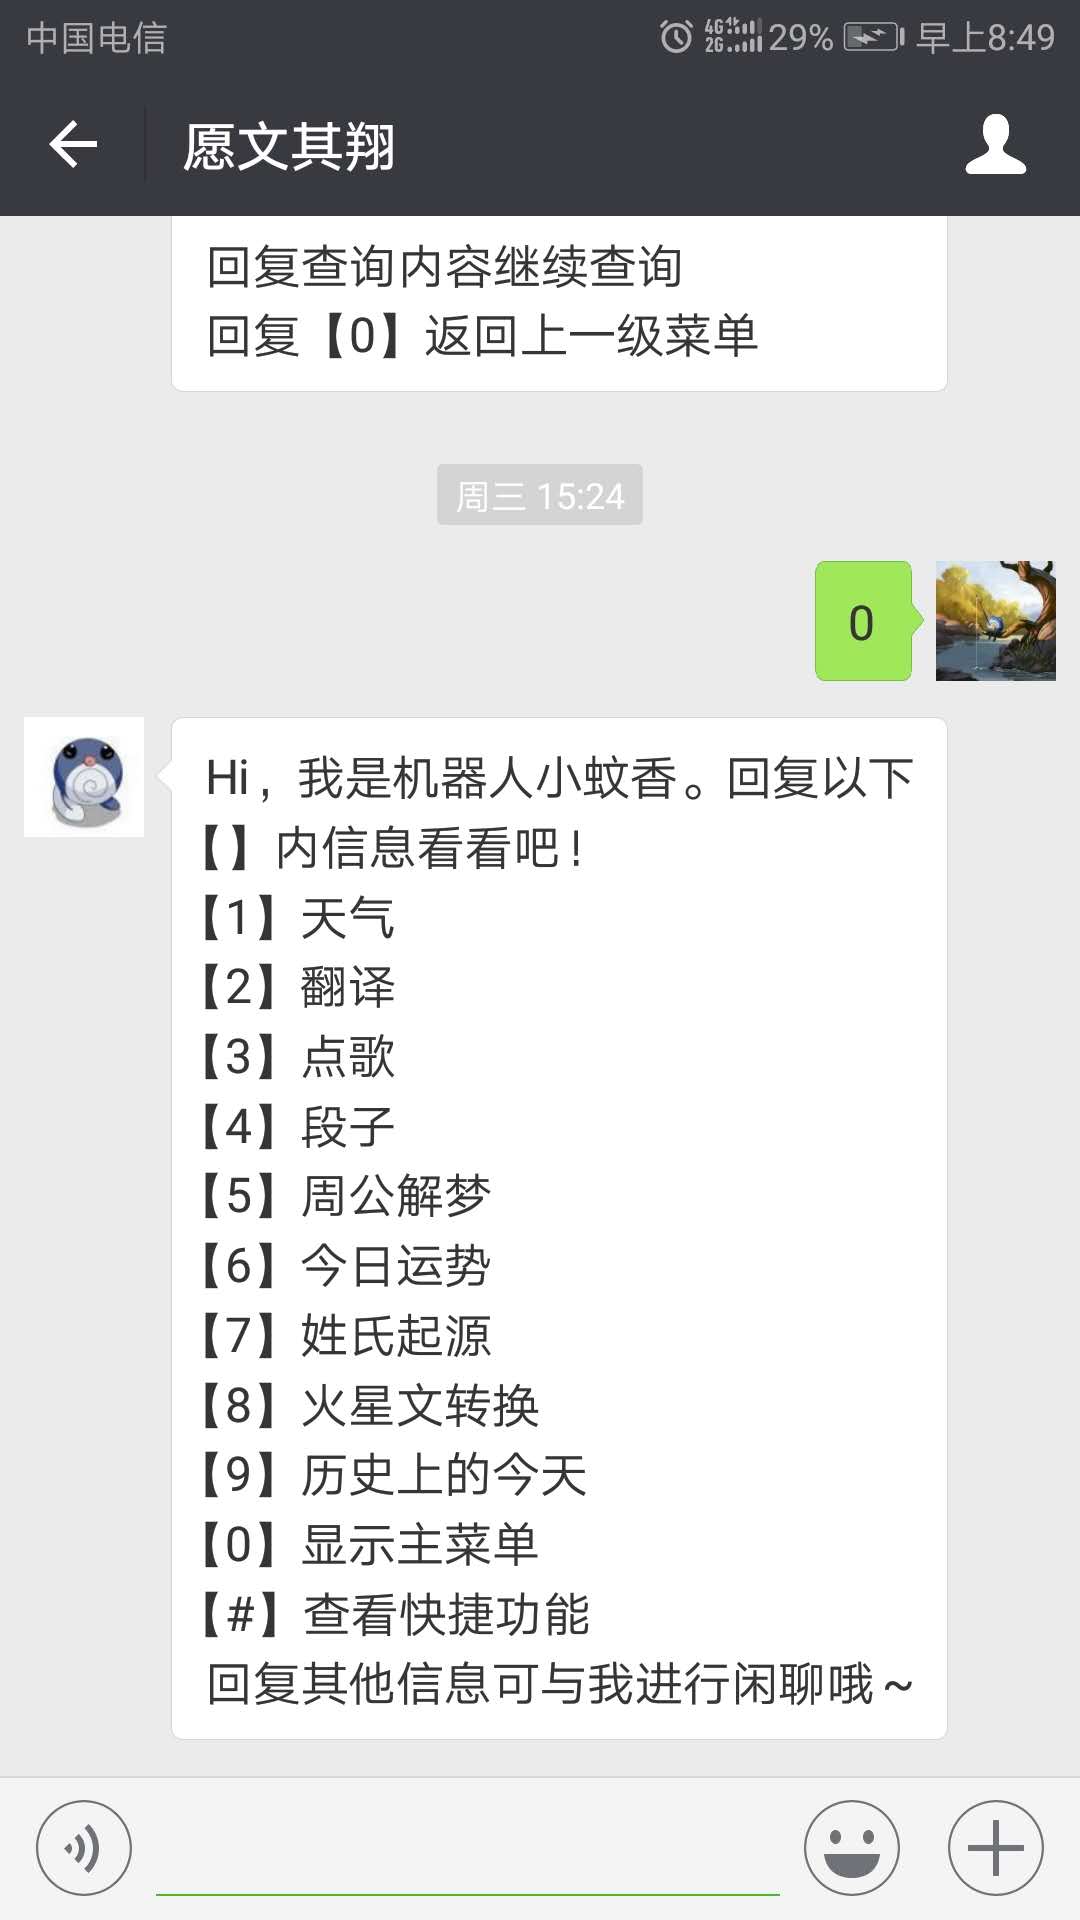 中国电信
4G
2G
29%
早上8:49
愿文其翔
回复查询内容继续查询
回复【0】返回上一级菜单
周三 15:24
0
Hi，我是机器人小蚊香。回复以下
【】内信息看看吧！
【1】天气
【2】翻译
【3】点歌
【4】段子
【5】周公解梦
【6】今日运势
【7】姓氏起源
【8】火星文转换
【9】历史上的今天
【0】显示主菜单
【#】查看快捷功能
回复其他信息可与我进行闲聊哦~